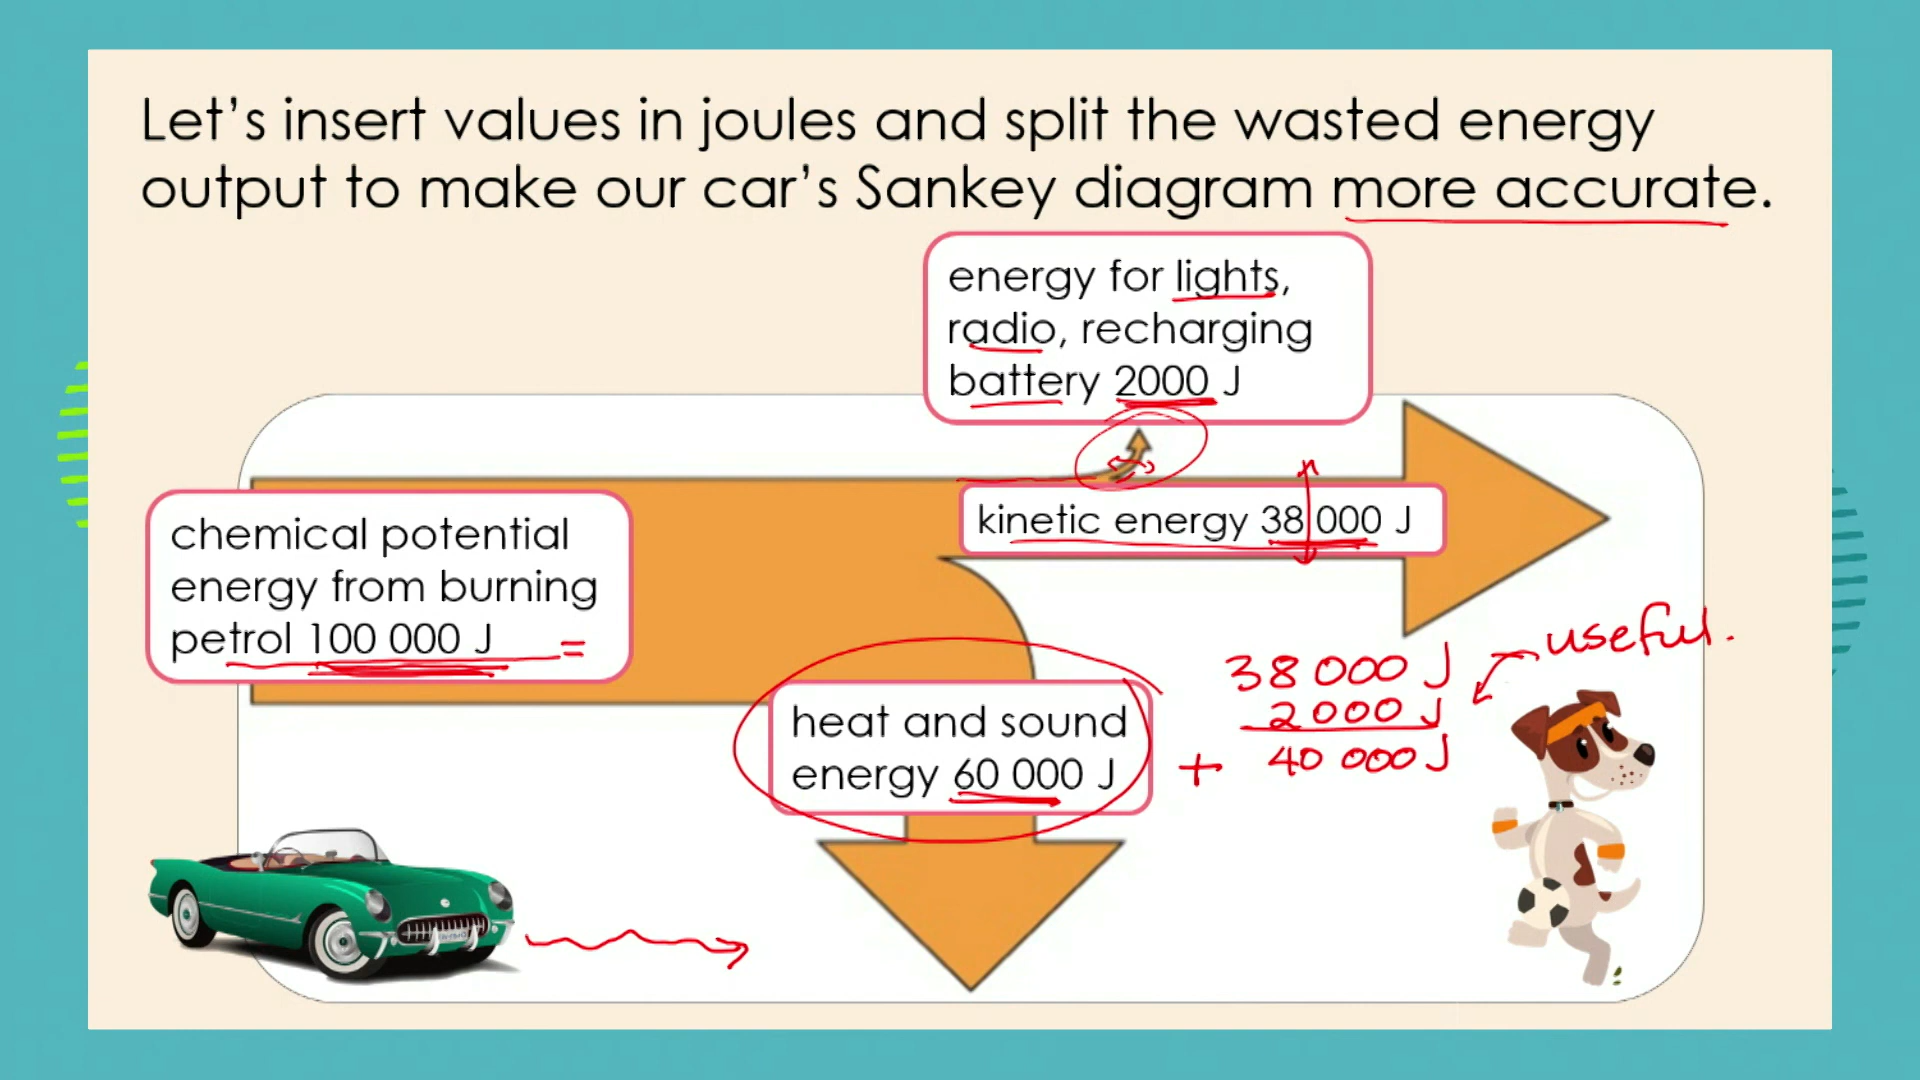 Let's insert values in joules and split the wasted energy
output to make our car's Sankey diagram more accurate.
energy for lights,
radio, recharging
battery 2000 J
kinetic energy 38 000 J
chemical potential
energy from burning
petrol 100 000 J =
heat and sound
energy 60 000 J
useful.
38 000 J
2000 J
+ 40 000 J